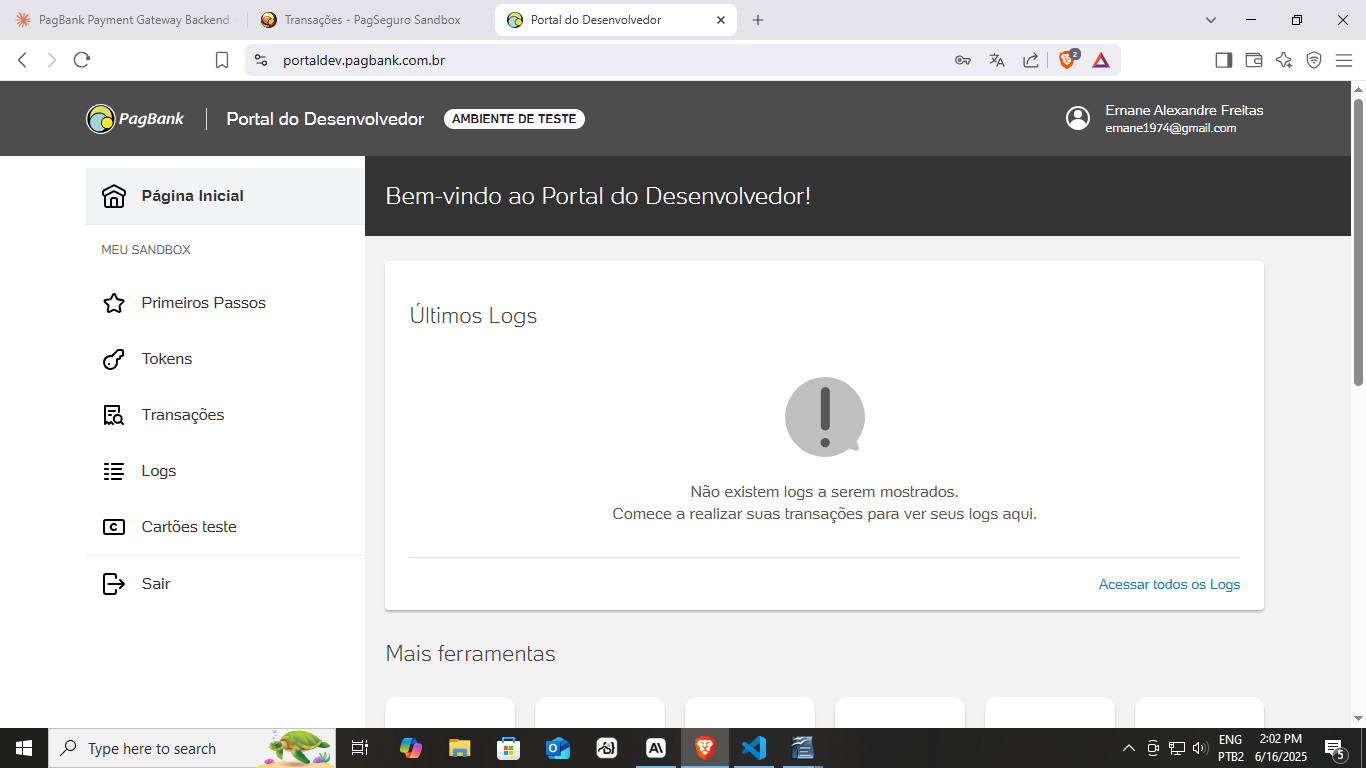 PagBank Payment Gateway Backend
Transações - PagSeguro Sandbox
Portal do Desenvolvedor
portaldev.pagbank.com.br
2
PagBank
Portal do Desenvolvedor
AMBIENTE DE TESTE
Ernane Alexandre Freitas
ernane1974@gmail.com
Página Inicial
Bem-vindo ao Portal do Desenvolvedor!
MEU SANDBOX
Primeiros Passos
Tokens
Transações
Logs
Cartões teste
Sair
Últimos Logs
Não existem logs a serem mostrados.
Comece a realizar suas transações para ver seus logs aqui.
Acessar todos os Logs
Mais ferramentas
Type here to search
ENG
PTB2
2:02 PM
6/16/2025
5